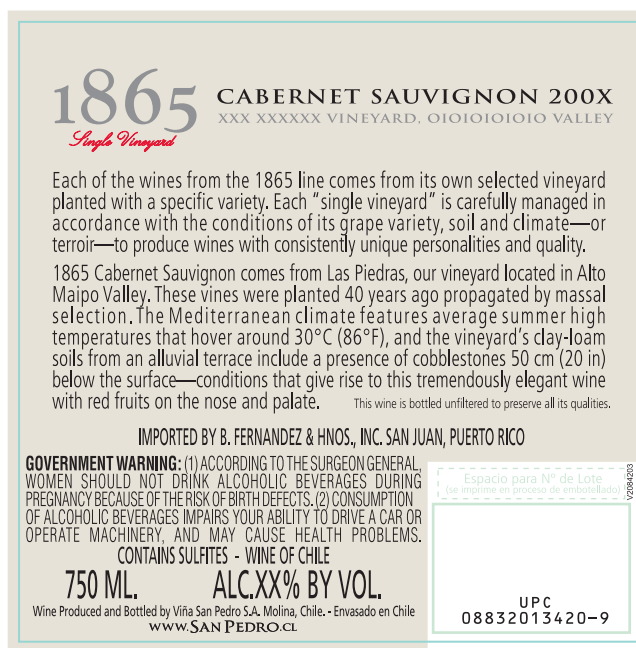 1865
Single Vineyard
CABERNET SAUVIGNON 200X
XXX XXXXXX VINEYARD, OIOIOIOIOIO VALLEY
Each of the wines from the 1865 line comes from its own selected vineyard
planted with a specific variety. Each “single vineyard” is carefully managed in
accordance with the conditions of its grape variety, soil and climate—or
terroir—to produce wines with consistently unique personalities and quality.
1865 Cabernet Sauvignon comes from Las Piedras, our vineyard located in Alto
Maipo Valley. These vines were planted 40 years ago propagated by massal
selection. The Mediterranean climate features average summer high
temperatures that hover around 30°C (86°F), and the vineyard's clay-loam
soils from an alluvial terrace include a presence of cobblestones 50 cm (20 in)
below the surface—conditions that give rise to this tremendously elegant wine
with red fruits on the nose and palate. This wine is bottled unfiltered to preserve all its qualities.
IMPORTED BY B. FERNANDEZ & HNOS., INC. SAN JUAN, PUERTO RICO
GOVERNMENT WARNING: (1) ACCORDING TO THE SURGEON GENERAL,
WOMEN SHOULD NOT DRINK ALCOHOLIC BEVERAGES DURING
PREGNANCY BECAUSE OF THE RISK OF BIRTH DEFECTS. (2) CONSUMPTION
OF ALCOHOLIC BEVERAGES IMPAIRS YOUR ABILITY TO DRIVE A CAR OR
OPERATE MACHINERY, AND MAY CAUSE HEALTH PROBLEMS.
CONTAINS SULFITES - WINE OF CHILE
750 ML. ALC.XX% BY VOL.
Wine Produced and Bottled by Viña San Pedro S.A. Molina, Chile. - Envasado en Chile
WWW.SAN PEDRO.CL
Espacio para Nº de Lote
(se imprime en proceso de embotellado)
V2084203
UPC
08832013420-9